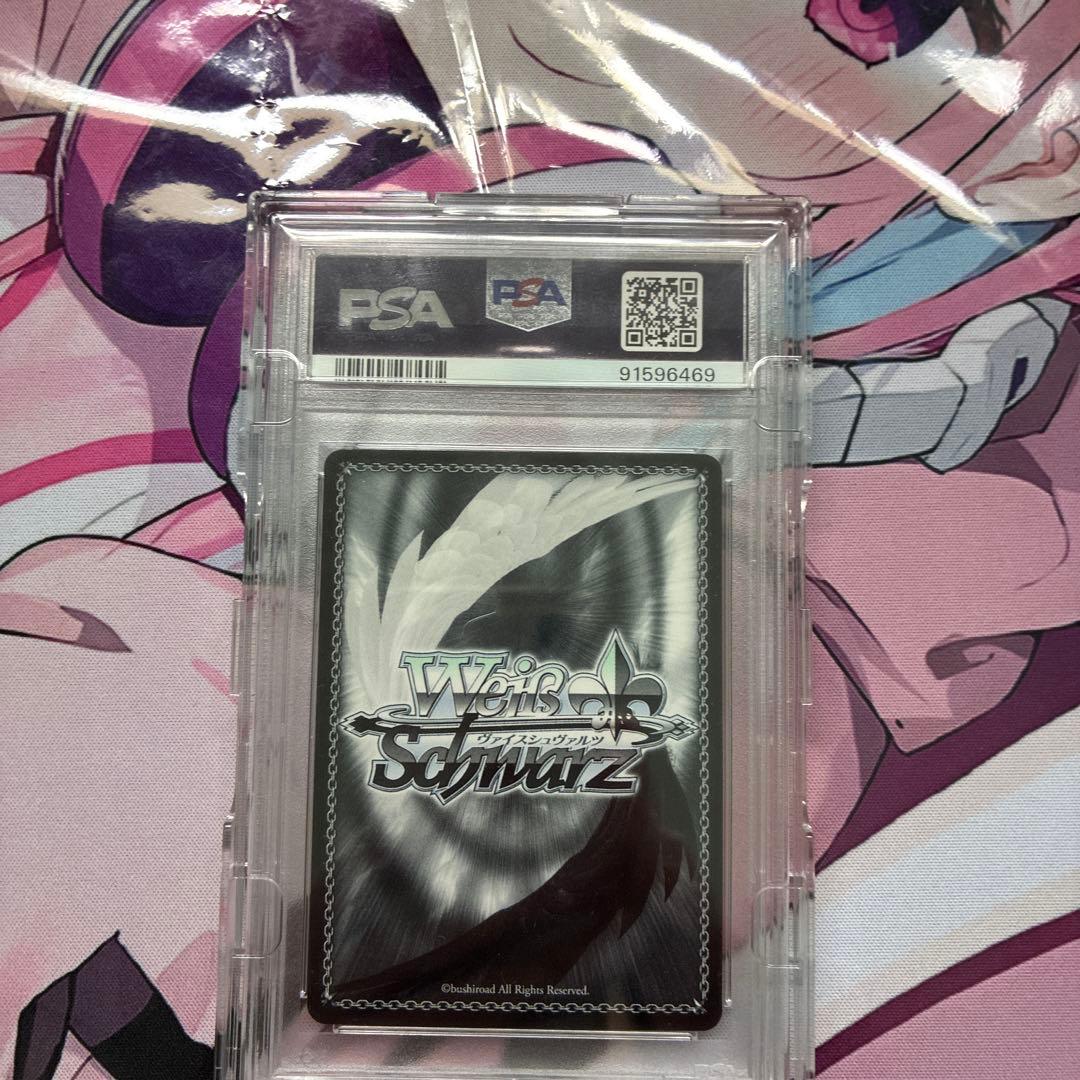 PSA
PSA
91596469
Weiß
ヴァイスシュヴァルツ
Schwarz
©bushiroad All Rights Reserved.